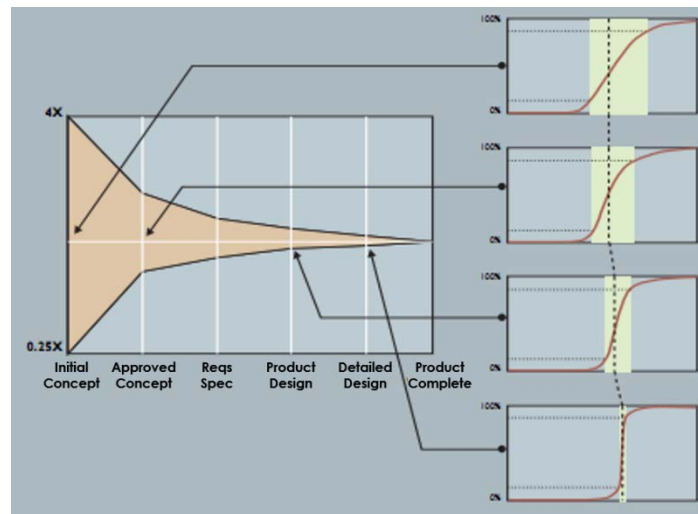 4X
0.25X
Initial Concept
Approved Concept
Reqs Spec
Product Design
Detailed Design
Product Complete
100%
0%
100%
0%
100%
0%
100%
0%